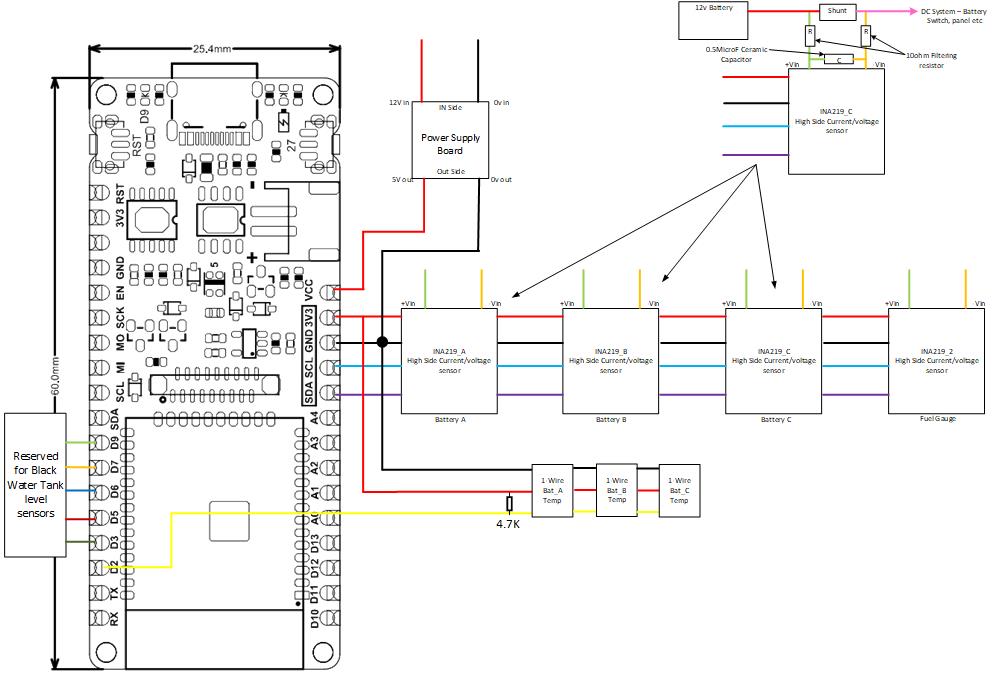 25.4mm
60.0mm
D9
RST
27
5
+
RST
3V3
GND
EN
SCK
MO
MI
SCL
SDA
D9
D7
D6
D5
D3
D2
TX
RX
VCC
3V3
GND
SCL
SDA
A4
A3
A2
A1
A0
D13
D12
D11
D10
Reserved
for Black
Water Tank
level
sensors
12V in
IN Side
0v in
Power Supply
Board
Out Side
5V out
0v out
12v Battery
Shunt
DC System – Battery
Switch, panel etc
R
R
0.5MicroF Ceramic
Capacitor
C
10ohm Filtering
resistor
+Vin
-Vin
INA219_C
High Side Current/voltage
sensor
+Vin
-Vin
INA219_A
High Side Current/voltage
sensor
Battery A
+Vin
-Vin
INA219_B
High Side Current/voltage
sensor
Battery B
+Vin
-Vin
INA219_C
High Side Current/voltage
sensor
Battery C
+Vin
-Vin
INA219_2
High Side Current/voltage
sensor
Fuel Gauge
1-Wire
Bat_A
Temp
1-Wire
Bat_B
Temp
1-Wire
Bat_C
Temp
4.7K